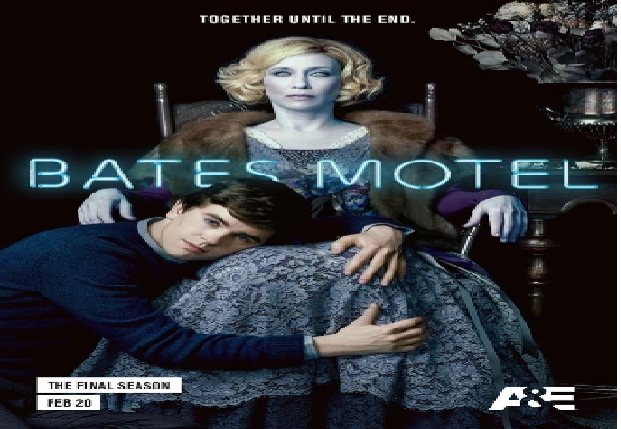 TOGETHER UNTIL THE END.
BATES MOTEL
THE FINAL SEASON
FEB 20
A&E